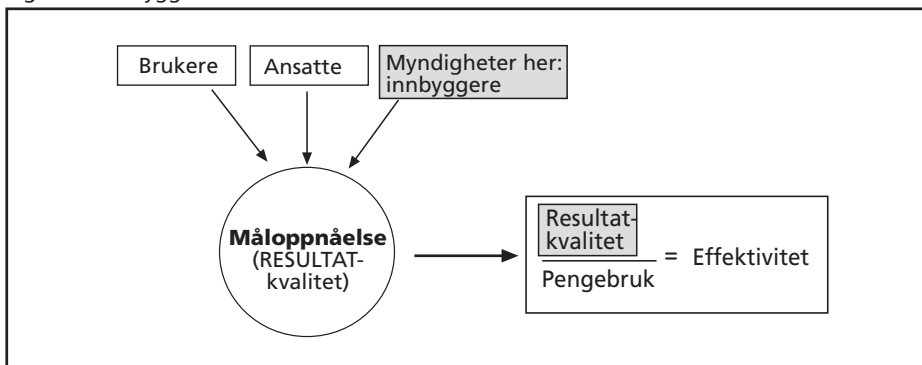 Brukere
Ansatte
Myndigheter her:
innbyggere
Måloppnåelse
(RESULTAT-
kvalitet)
Resultat-
kvalitet
Pengebruk
= Effektivitet